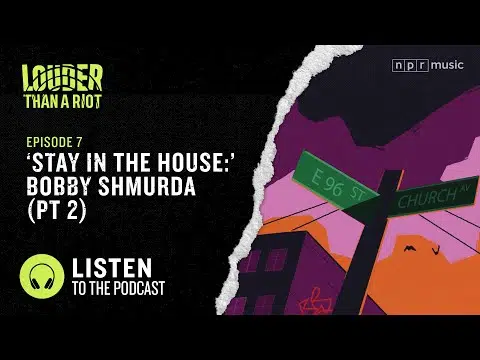 LOUDER
THAN A RIOT
npr music
EPISODE 7
‘STAY IN THE HOUSE:’
BOBBY SHMURDA
(PT 2)
E 96 ST
CHURCH AV
LISTEN
TO THE PODCAST